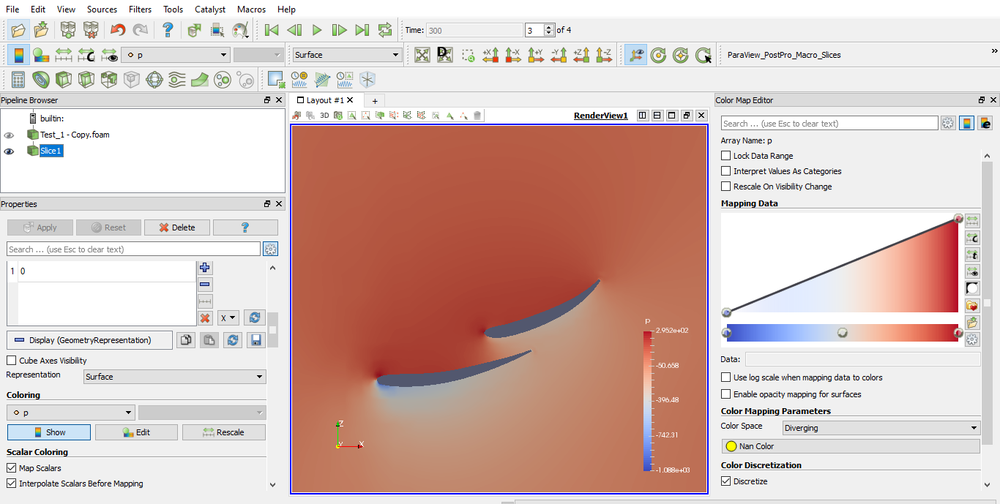 File Edit View Sources Filters Tools Catalyst Macros Help
Time: 300 3 of 4
p Surface ParaView_PostPro_Macro_Slices »
Pipeline Browser
builtin:
Test_1 - Copy.foam
Slice1
Properties
Apply Reset Delete ?
Search ... (use Esc to clear text)
1 0
X
Display (GeometryRepresentation)
Cube Axes Visibility
Representation Surface
Coloring
p
Show Edit Rescale
Scalar Coloring
Map Scalars
Interpolate Scalars Before Mapping
Layout #1 +
3D RenderView1
p
2.952e+02
-50.658
-396.48
-742.31
-1.088e+03
Z
Y X
Color Map Editor
Search ... (use Esc to clear text)
Array Name: p
Lock Data Range
Interpret Values As Categories
Rescale On Visibility Change
Mapping Data
Data:
Use log scale when mapping data to colors
Enable opacity mapping for surfaces
Color Mapping Parameters
Color Space Diverging
Nan Color
Color Discretization
Discretize